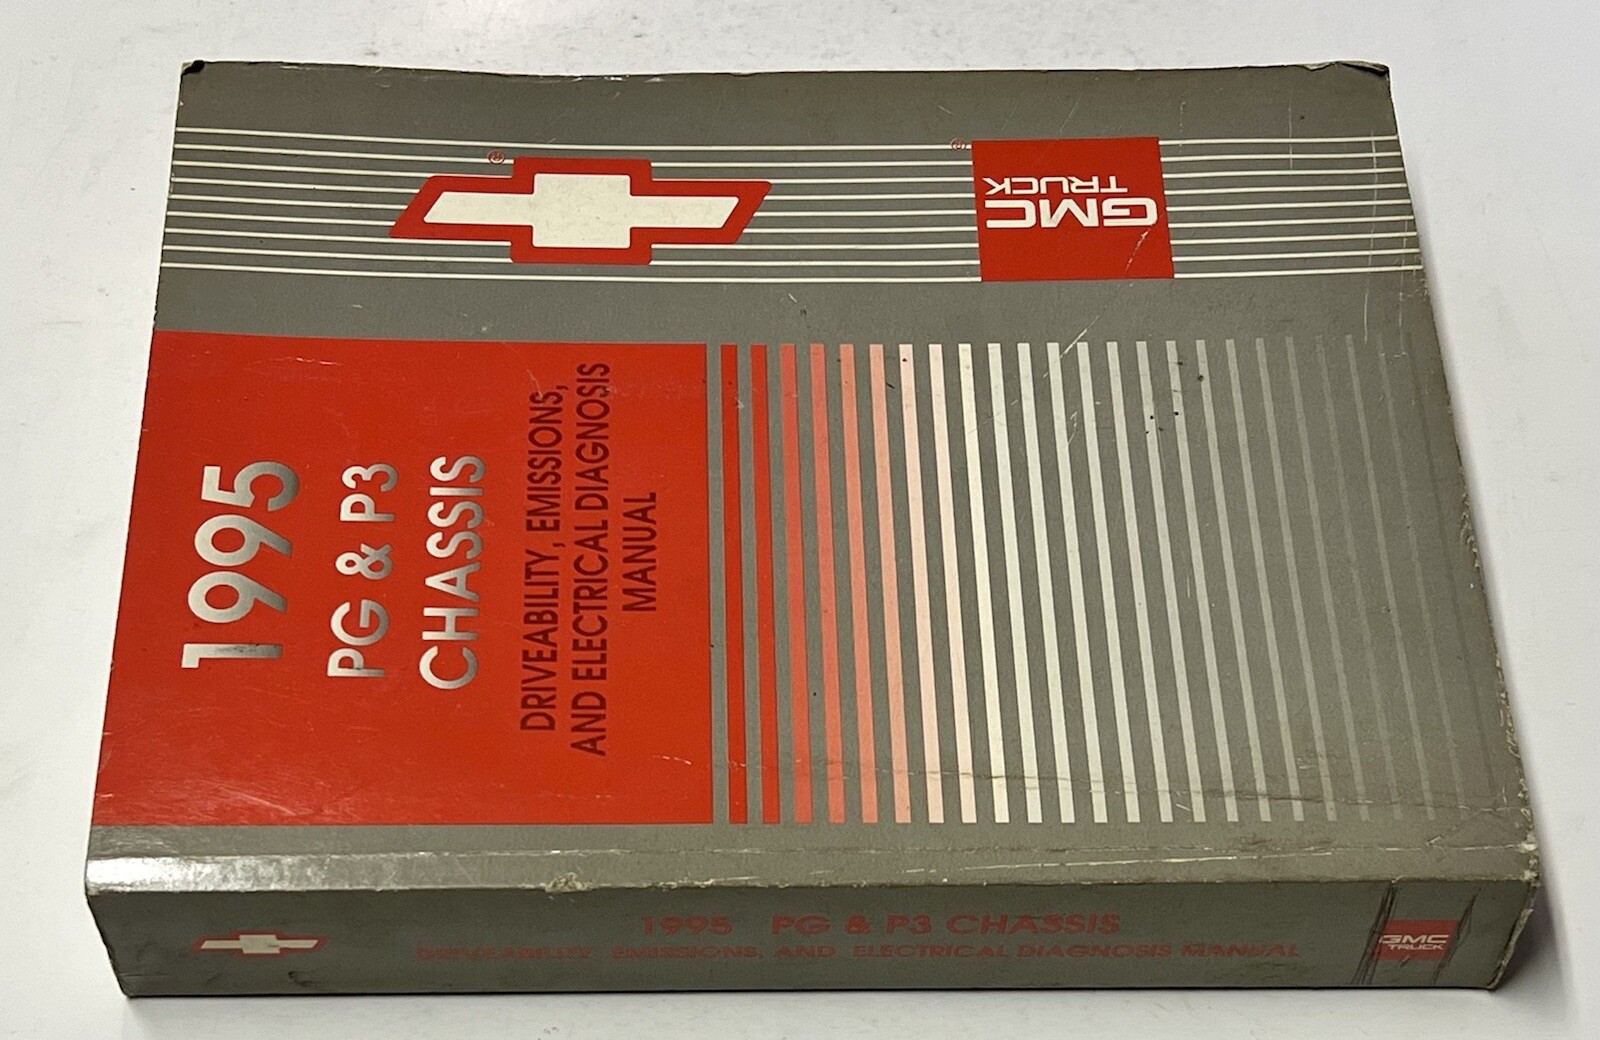 GMC
TRUCK
®
®
1995
PG & P3
CHASSIS
DRIVEABILITY, EMISSIONS,
AND ELECTRICAL DIAGNOSIS
MANUAL
1995 PG & P3 CHASSIS
DRIVEABILITY EMISSIONS, AND ELECTRICAL DIAGNOSIS MANUAL
GMC
TRUCK